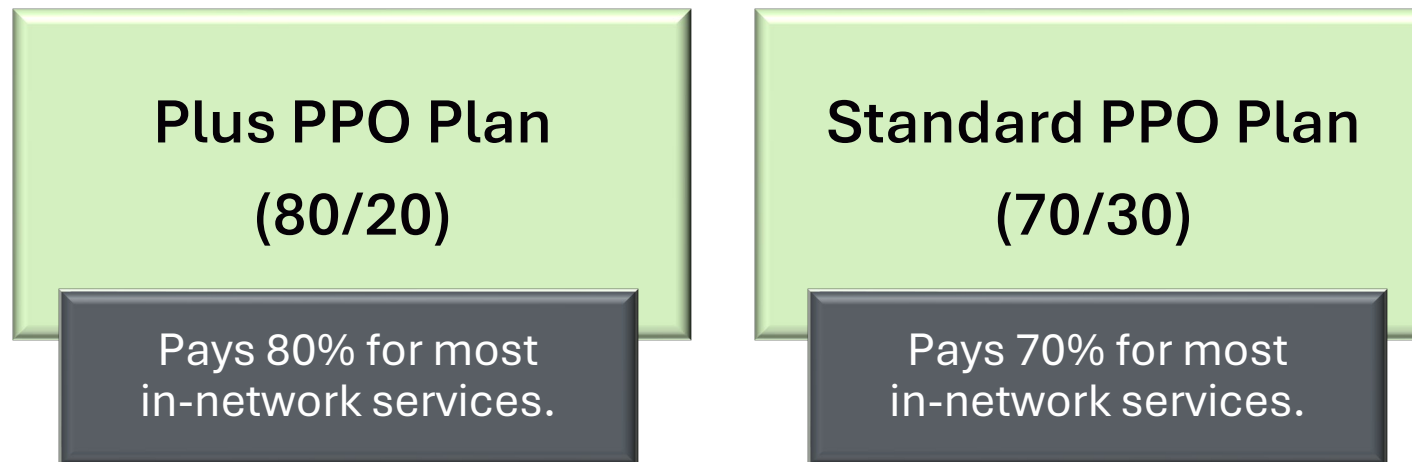 Plus PPO Plan
(80/20)
Pays 80% for most
in-network services.
Standard PPO Plan
(70/30)
Pays 70% for most
in-network services.